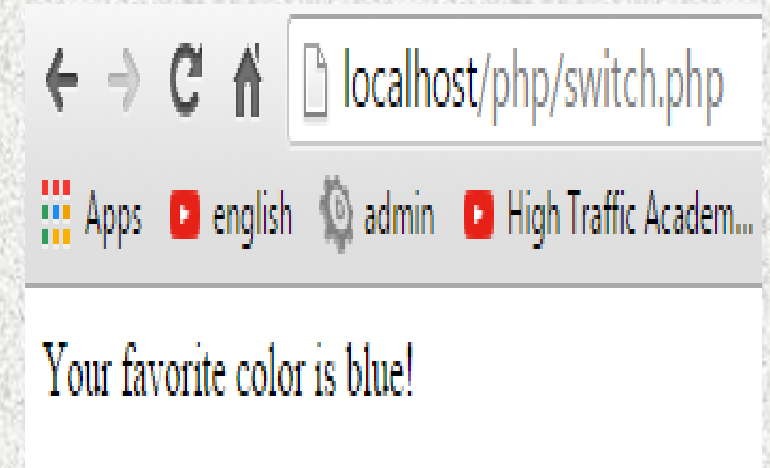 localhost/php/switch.php
Apps english admin High Traffic Academ...
Your favorite color is blue!